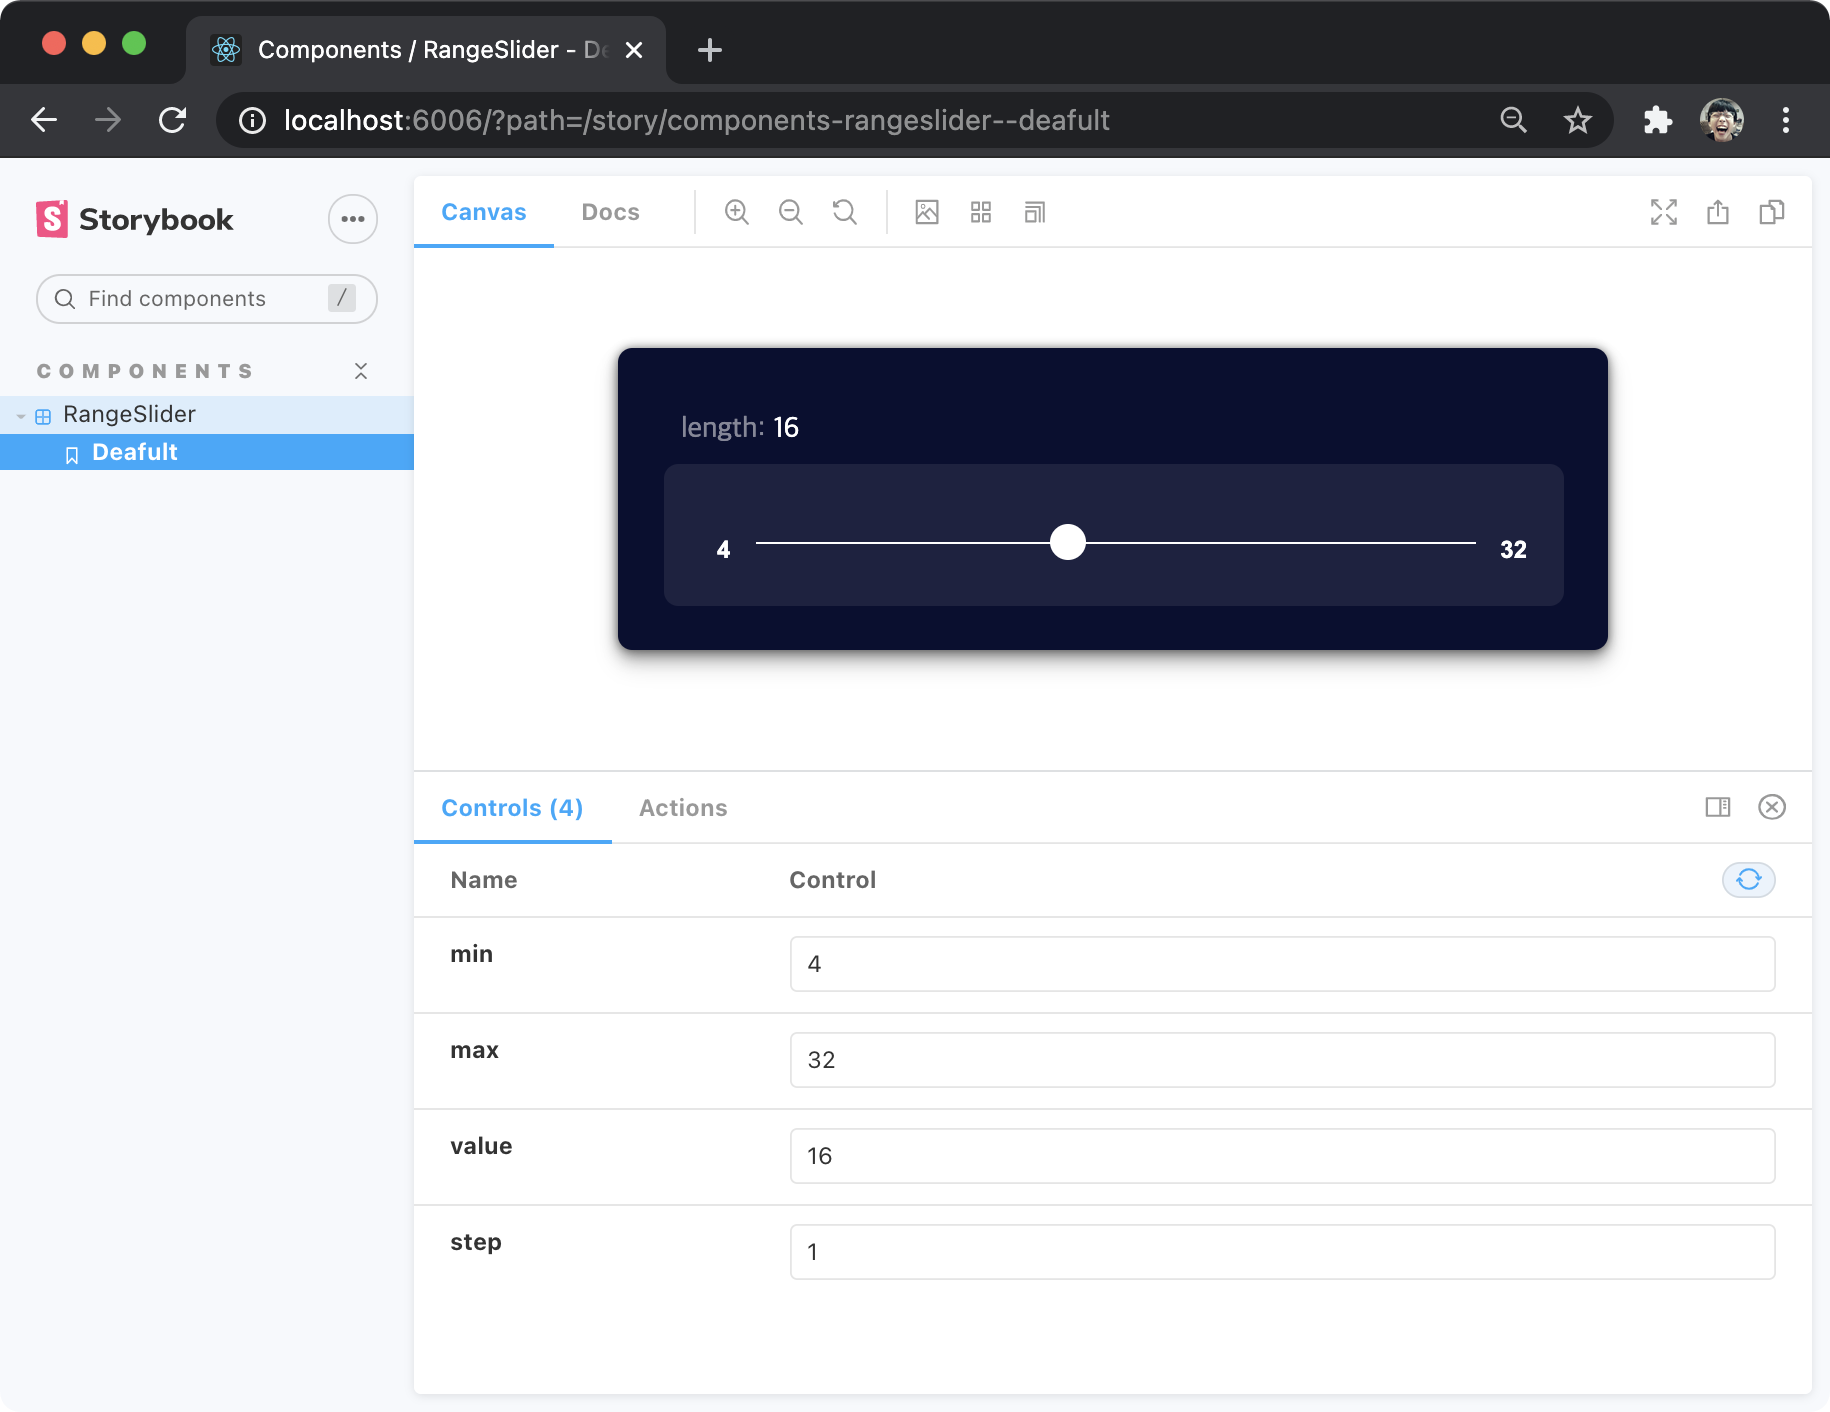 Components / RangeSlider - De
localhost:6006/?path=/story/components-rangeslider--deafult
Storybook
Find components /
COMPONENTS
RangeSlider
Deafult
Canvas Docs
length: 16
4 32
Controls (4) Actions
Name Control
min 4
max 32
value 16
step 1